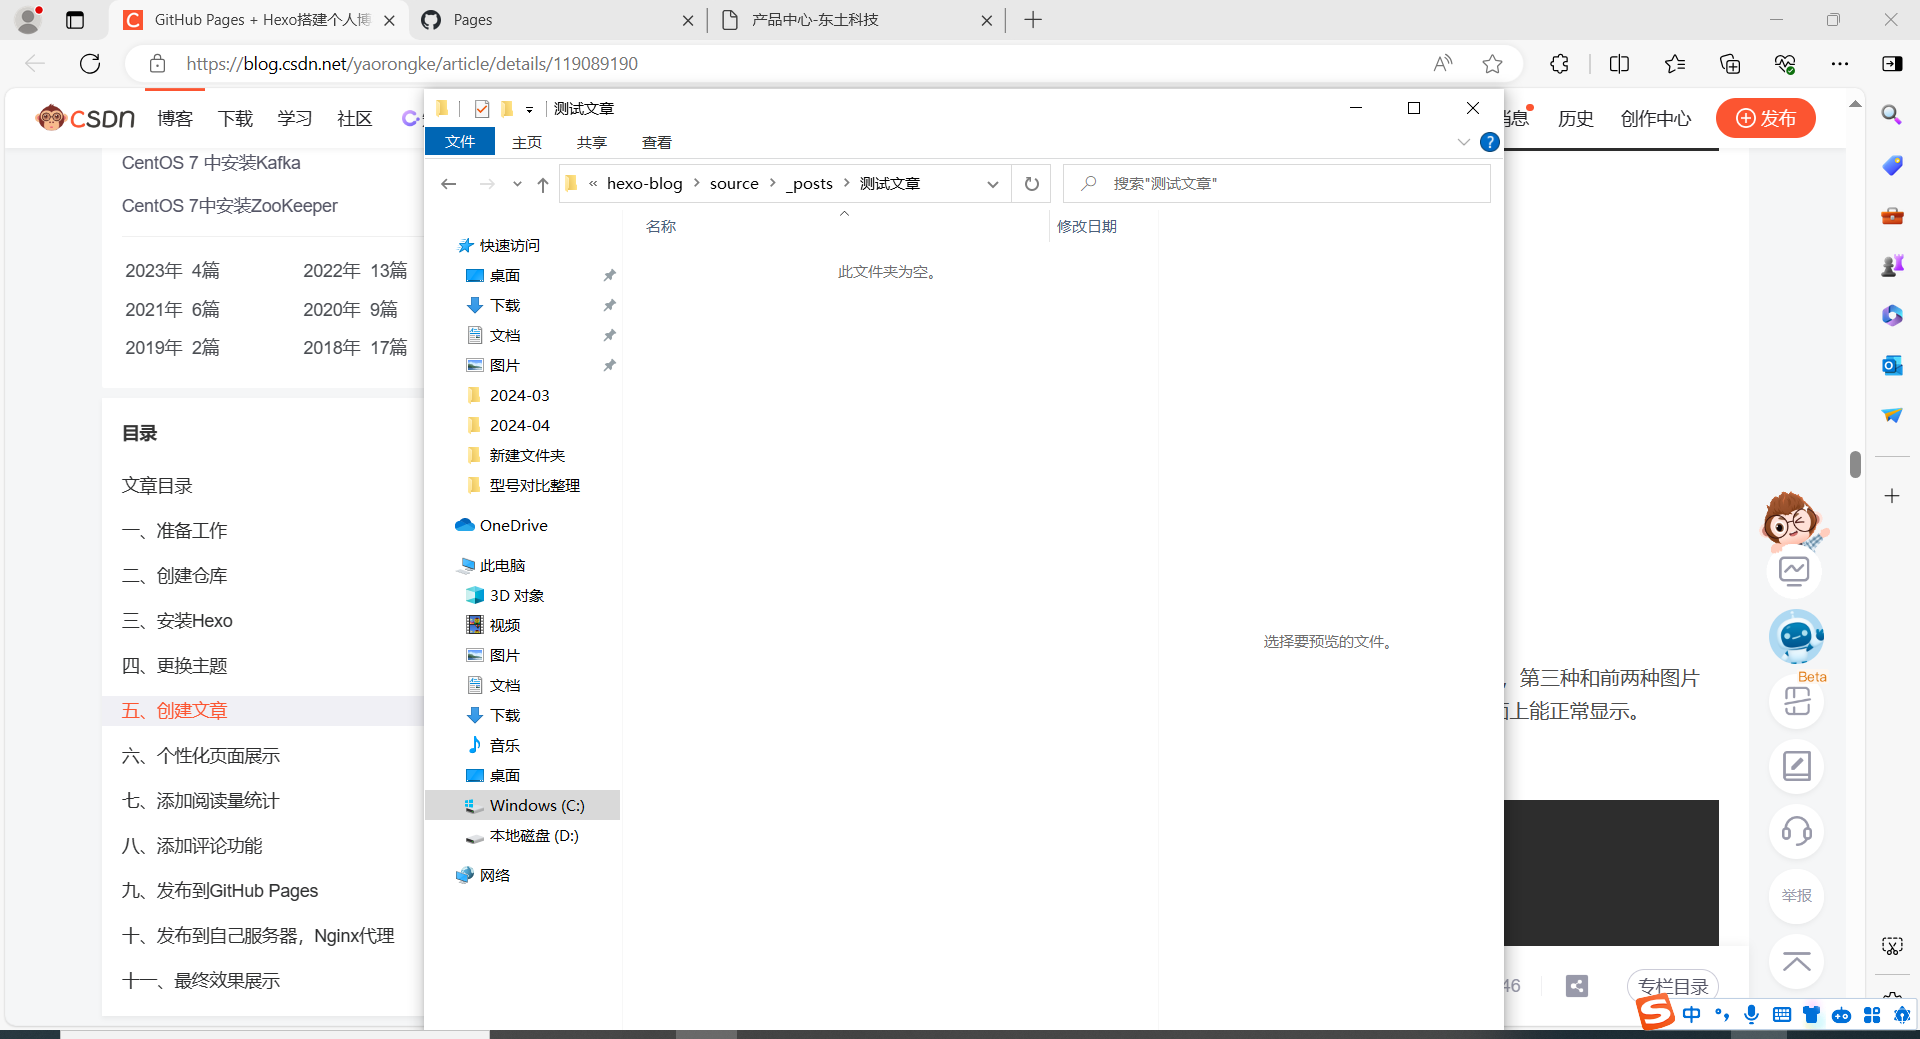 GitHub Pages + Hexo搭建个人博
Pages
产品中心-东土科技
https://blog.csdn.net/yaorongke/article/details/119089190
CSDN
博客
下载
学习
社区
历史
创作中心
发布
CentOS 7 中安装Kafka
CentOS 7中安装ZooKeeper
2023年 4篇
2022年 13篇
2021年 6篇
2020年 9篇
2019年 2篇
2018年 17篇
目录
文章目录
一、准备工作
二、创建仓库
三、安装Hexo
四、更换主题
五、创建文章
六、个性化页面展示
七、添加阅读量统计
八、添加评论功能
九、发布到GitHub Pages
十、发布到自己服务器，Nginx代理
十一、最终效果展示
测试文章
文件
主页
共享
查看
« hexo-blog › source › _posts › 测试文章
搜索"测试文章"
名称
修改日期
此文件夹为空。
快速访问
桌面
下载
文档
图片
2024-03
2024-04
新建文件夹
型号对比整理
OneDrive
此电脑
3D 对象
视频
图片
文档
下载
音乐
桌面
Windows (C:)
本地磁盘 (D:)
网络
选择要预览的文件。
，第三种和前两种图片
上能正常显示。
Beta
举报
46
专栏目录
中